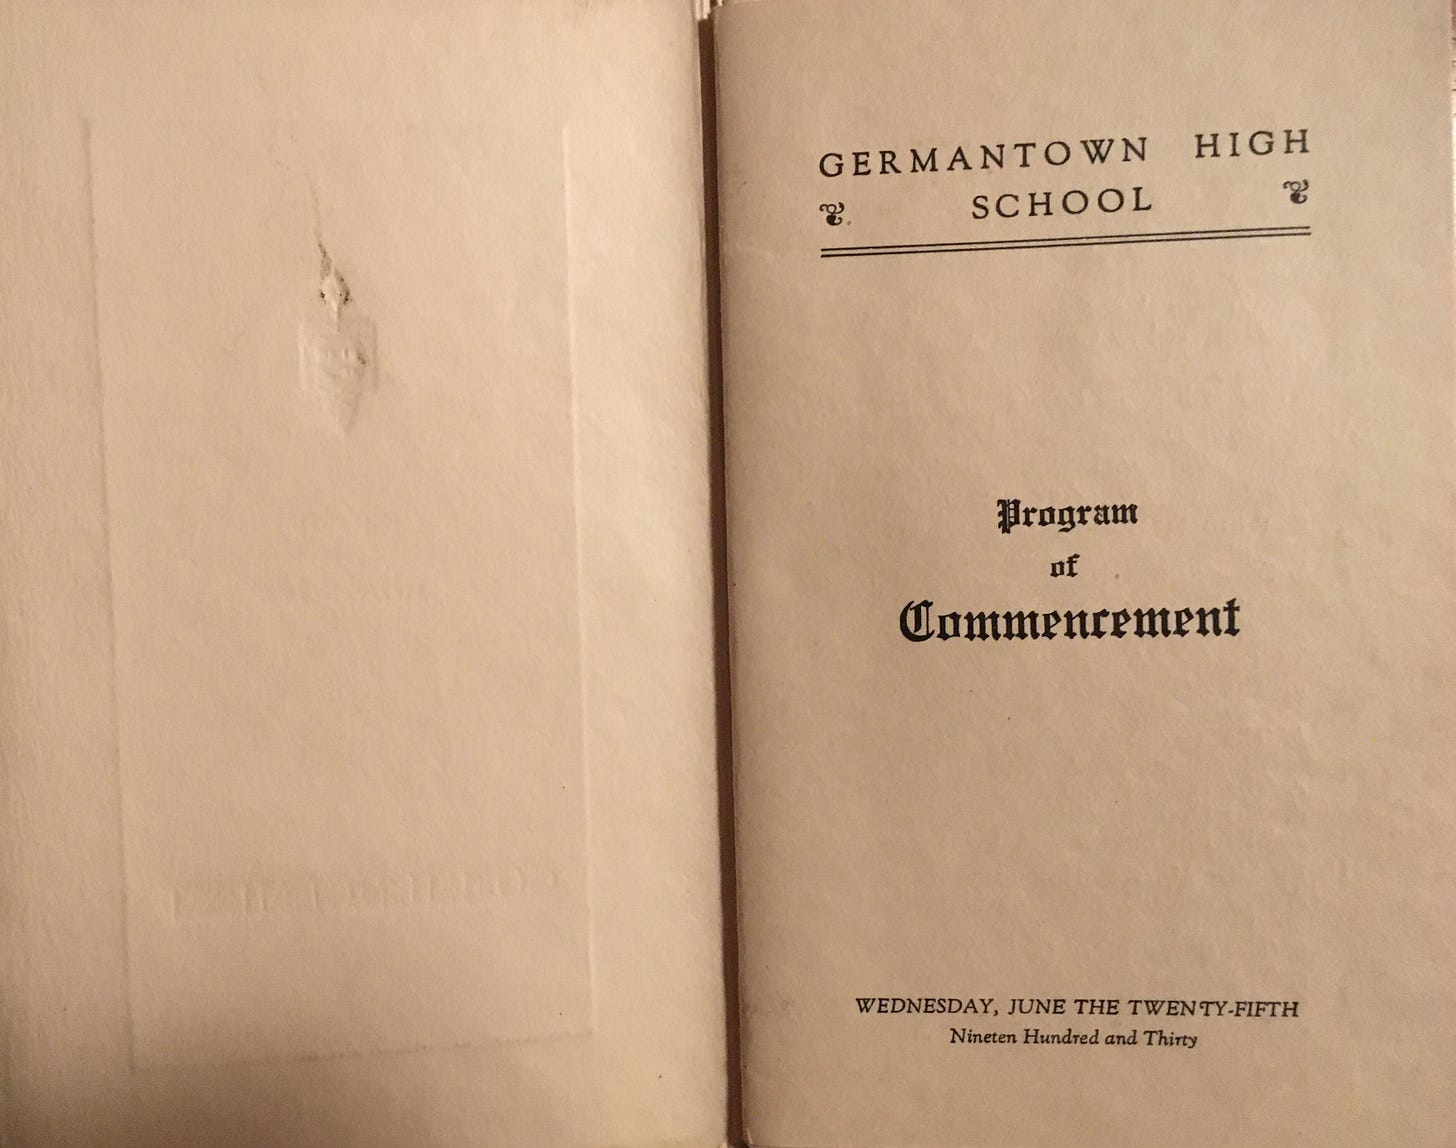 GERMANTOWN HIGH
SCHOOL
Program
of
Commencement
WEDNESDAY, JUNE THE TWENTY-FIFTH
Nineten Hundred and Thirty